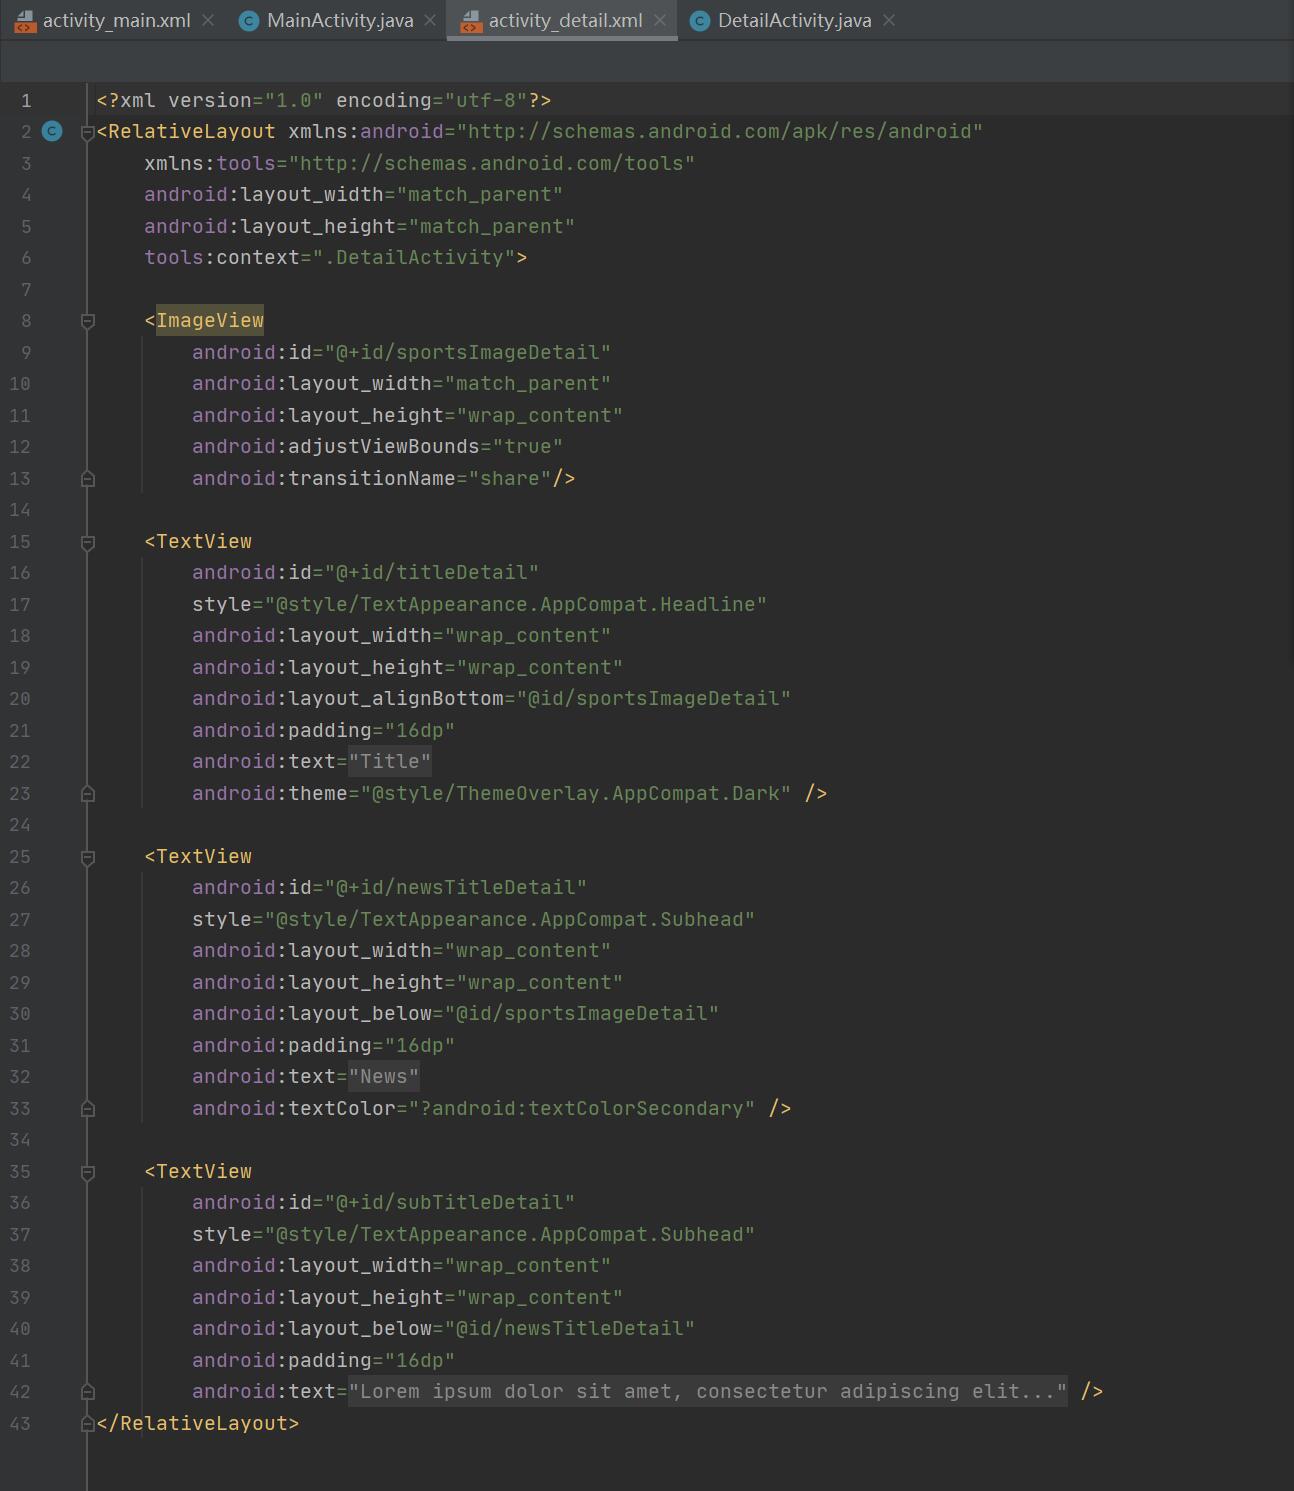 activity_main.xml MainActivity.java activity_detail.xml DetailActivity.java
1 <?xml version="1.0" encoding="utf-8"?>
2 <RelativeLayout xmlns:android="http://schemas.android.com/apk/res/android"
3 xmlns:tools="http://schemas.android.com/tools"
4 android:layout_width="match_parent"
5 android:layout_height="match_parent"
6 tools:context=".DetailActivity">
7
8 <ImageView
9 android:id="@+id/sportsImageDetail"
10 android:layout_width="match_parent"
11 android:layout_height="wrap_content"
12 android:adjustViewBounds="true"
13 android:transitionName="share"/>
14
15 <TextView
16 android:id="@+id/titleDetail"
17 style="@style/TextAppearance.AppCompat.Headline"
18 android:layout_width="wrap_content"
19 android:layout_height="wrap_content"
20 android:layout_alignBottom="@id/sportsImageDetail"
21 android:padding="16dp"
22 android:text="Title"
23 android:theme="@style/ThemeOverlay.AppCompat.Dark" />
24
25 <TextView
26 android:id="@+id/newsTitleDetail"
27 style="@style/TextAppearance.AppCompat.Subhead"
28 android:layout_width="wrap_content"
29 android:layout_height="wrap_content"
30 android:layout_below="@id/sportsImageDetail"
31 android:padding="16dp"
32 android:text="News"
33 android:textColor="?android:textColorSecondary" />
34
35 <TextView
36 android:id="@+id/subTitleDetail"
37 style="@style/TextAppearance.AppCompat.Subhead"
38 android:layout_width="wrap_content"
39 android:layout_height="wrap_content"
40 android:layout_below="@id/newsTitleDetail"
41 android:padding="16dp"
42 android:text="Lorem ipsum dolor sit amet, consectetur adipiscing elit..." />
43 </RelativeLayout>